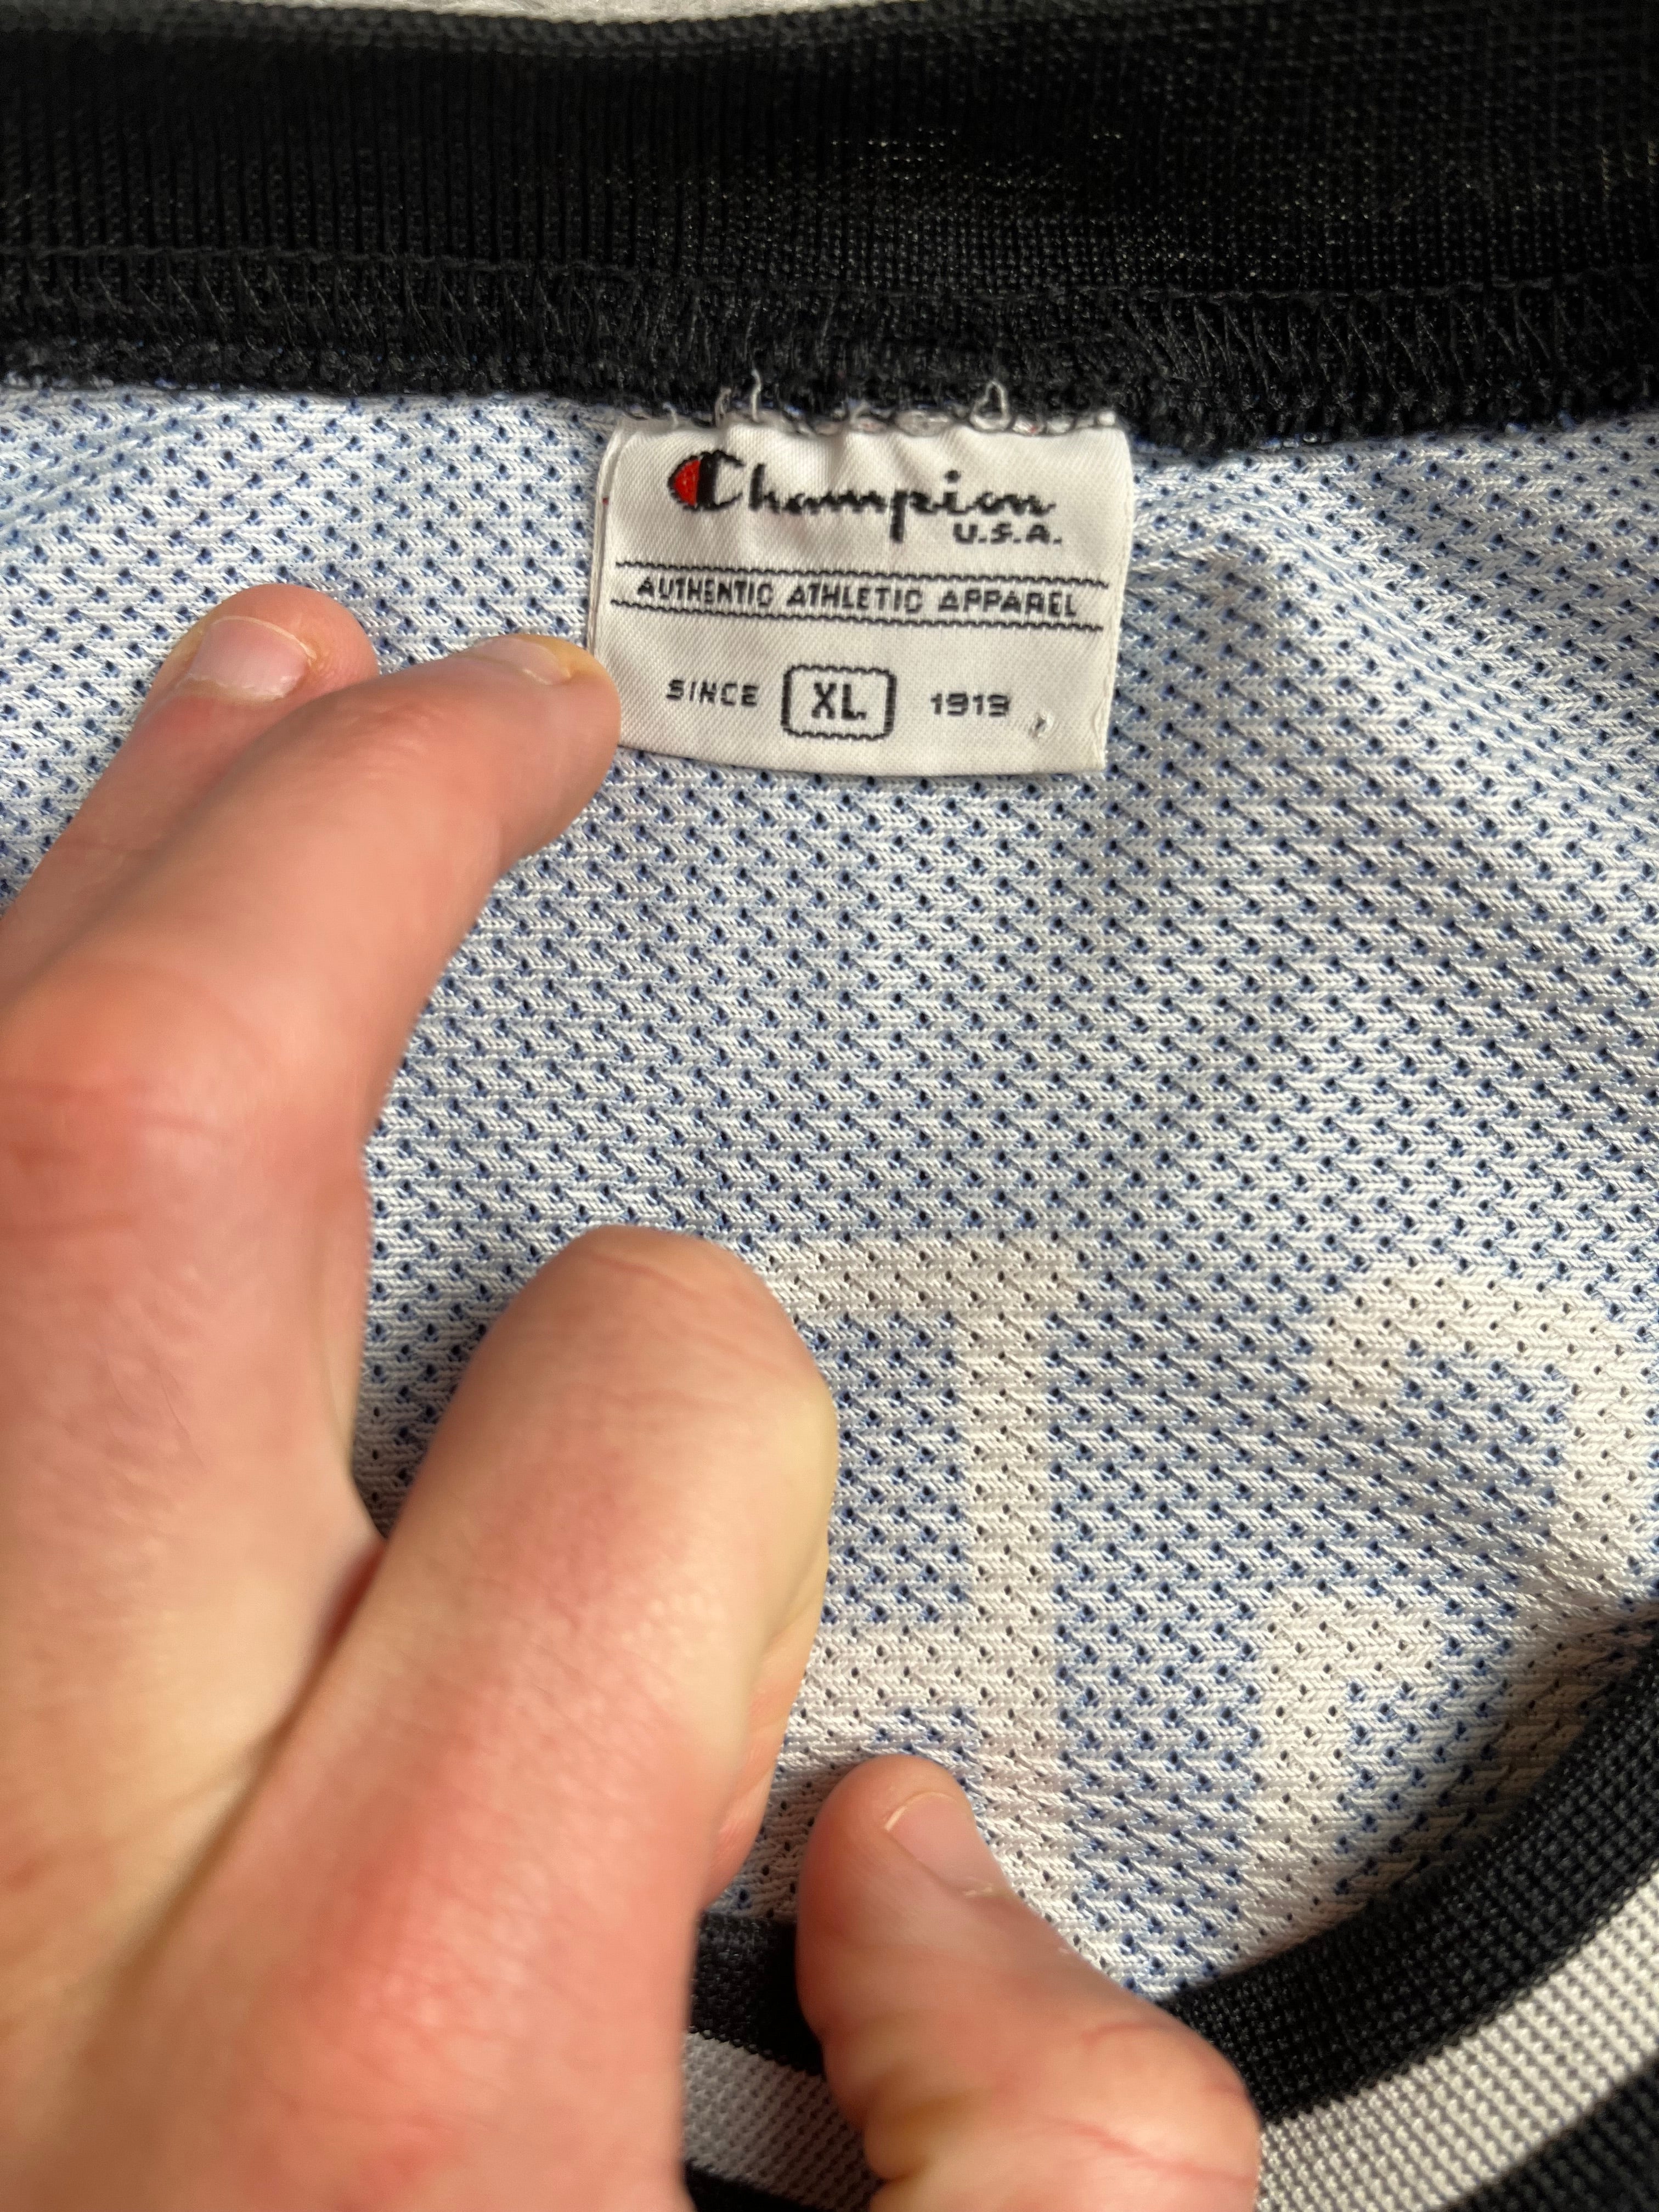 Champion
U.S.A.
AUTHENTIC ATHLETIC APPAREL
SINCE XL 1919